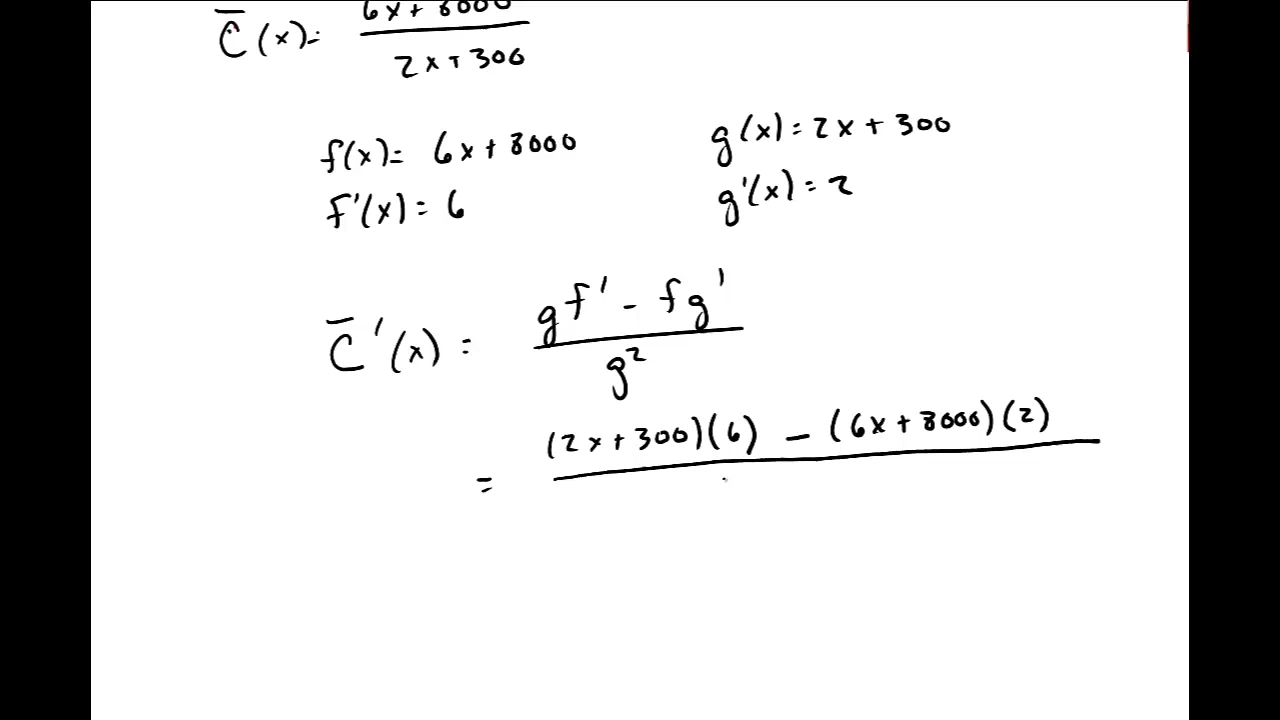 C̅(x)= (6x+8000)/(2x+300)
f(x)= 6x+8000
f'(x)= 6
g(x)=2x+300
g'(x)=2
C̅'(x) = (gf' - fg')/g²
= (2x+300)(6) - (6x+8000)(2)